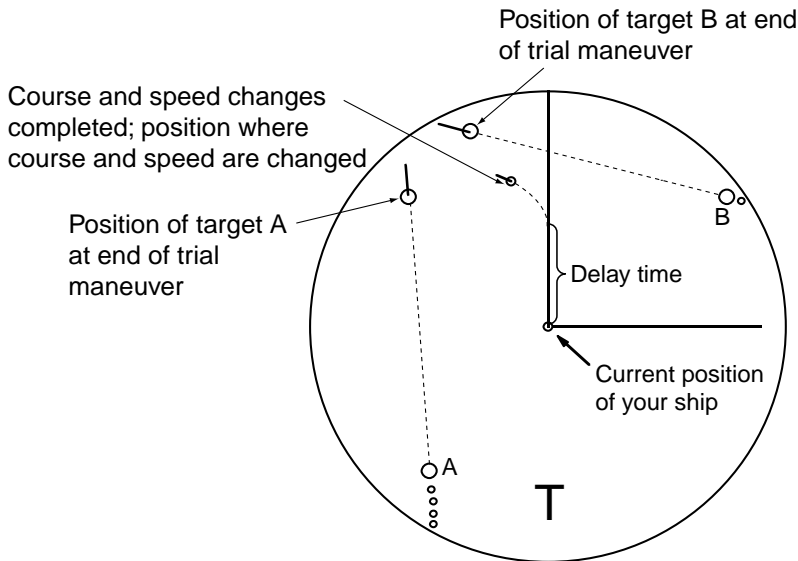 Position of target B at end
of trial maneuver
Course and speed changes
completed; position where
course and speed are changed
Position of target A
at end of trial
maneuver
B
Delay time
Current position
of your ship
A
T